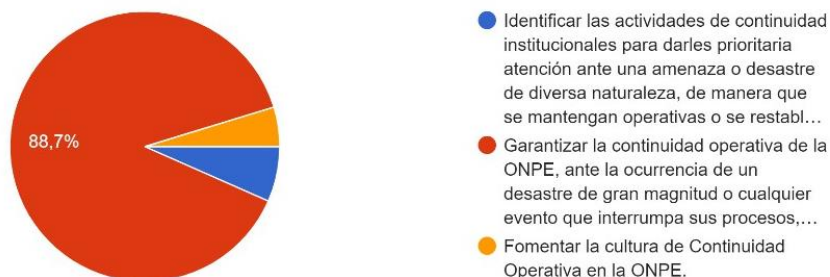 88,7%
Identificar las actividades de continuidad
institucionales para darles prioritaria
atención ante una amenaza o desastre
de diversa naturaleza, de manera que
se mantengan operativas o se restabl...
Garantizar la continuidad operativa de la
ONPE, ante la ocurrencia de un
desastre de gran magnitud o cualquier
evento que interrumpa sus procesos,...
Fomentar la cultura de Continuidad
Operativa en la ONPE.